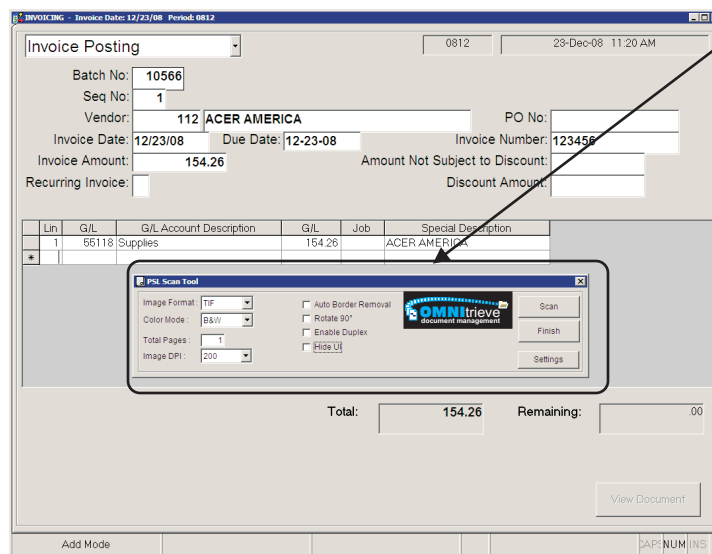 INVOICING - Invoice Date: 12/23/08 Period: 0812
Invoice Posting 0812 23-Dec-08 11:20 AM
Batch No: 10566
Seq No: 1
Vendor: 112 ACER AMERICA PO No:
Invoice Date: 12/23/08 Due Date: 12-23-08 Invoice Number: 123456
Invoice Amount: 154.26 Amount Not Subject to Discount:
Recurring Invoice: Discount Amount:
Lin G/L G/L Account Description G/L Job Special Description
1 55118 Supplies 154.26 ACER AMERICA
*
PSL Scan Tool
Image Format: TIF Auto Border Removal OMNItrieve Scan
Color Mode: B&W Rotate 90° document management
Enable Duplex Finish
Total Pages: 1 Hide UI
Image DPI: 200 Settings
Total: 154.26 Remaining: .00
View Document
Add Mode CAPS NUM INS